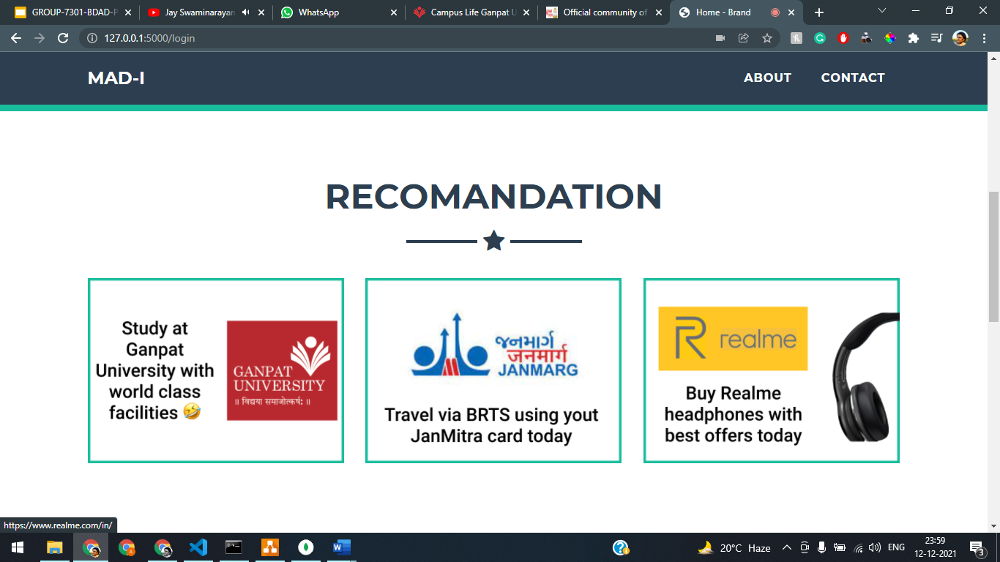 GROUP-7301-BDAD-P
Jay Swaminarayan
WhatsApp
Campus Life Ganpat U
Official community of
Home - Brand
127.0.0.1:5000/login
MAD-I
ABOUT
CONTACT
RECOMANDATION
Study at
Ganpat
University with
world class
facilities 🤣
GANPAT
UNIVERSITY
॥ विद्यया समाजोत्कर्षः ॥
જનમાર્ગ
जनमार्ग
JANMARG
Travel via BRTS using yout
JanMitra card today
R realme
Buy Realme
headphones with
best offers today
https://www.realme.com/in/
20°C Haze
ENG
23:59
12-12-2021
3